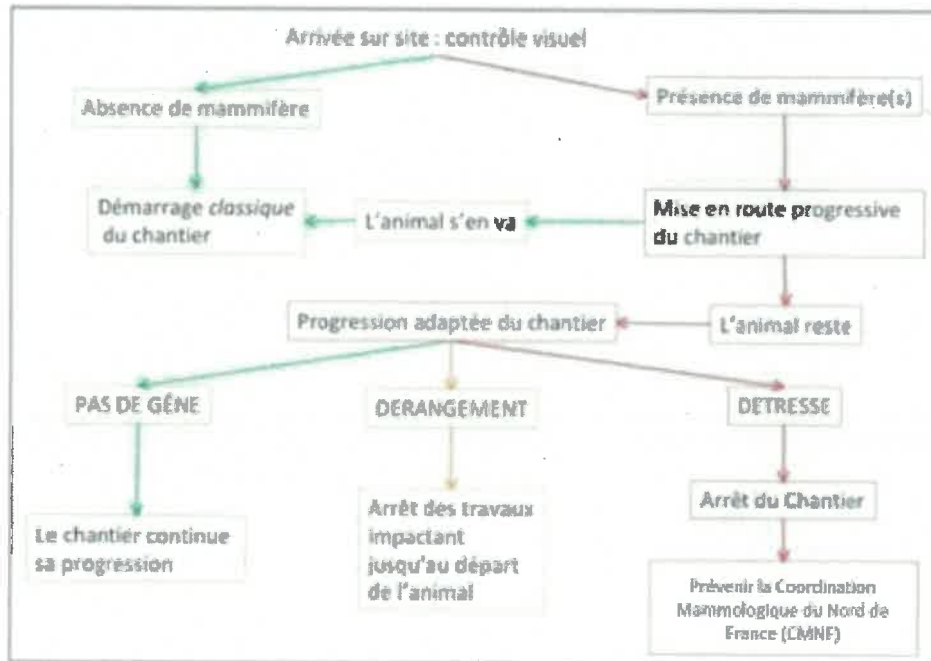 Arrivée sur site : contrôle visuel
Absence de mammifère
Présence de mammifère(s)
Démarrage classique
du chantier
L'animal s'en va
Mise en route progressive
du chantier
Progression adaptée du chantier
L'animal reste
PAS DE GÊNE
DERANGEMENT
DETRESSE
Le chantier continue
sa progression
Arrêt des travaux
impactant
jusqu'au départ
de l'animal
Arrêt du Chantier
Prévenir la Coordination
Mammologique du Nord de
France (CMNF)